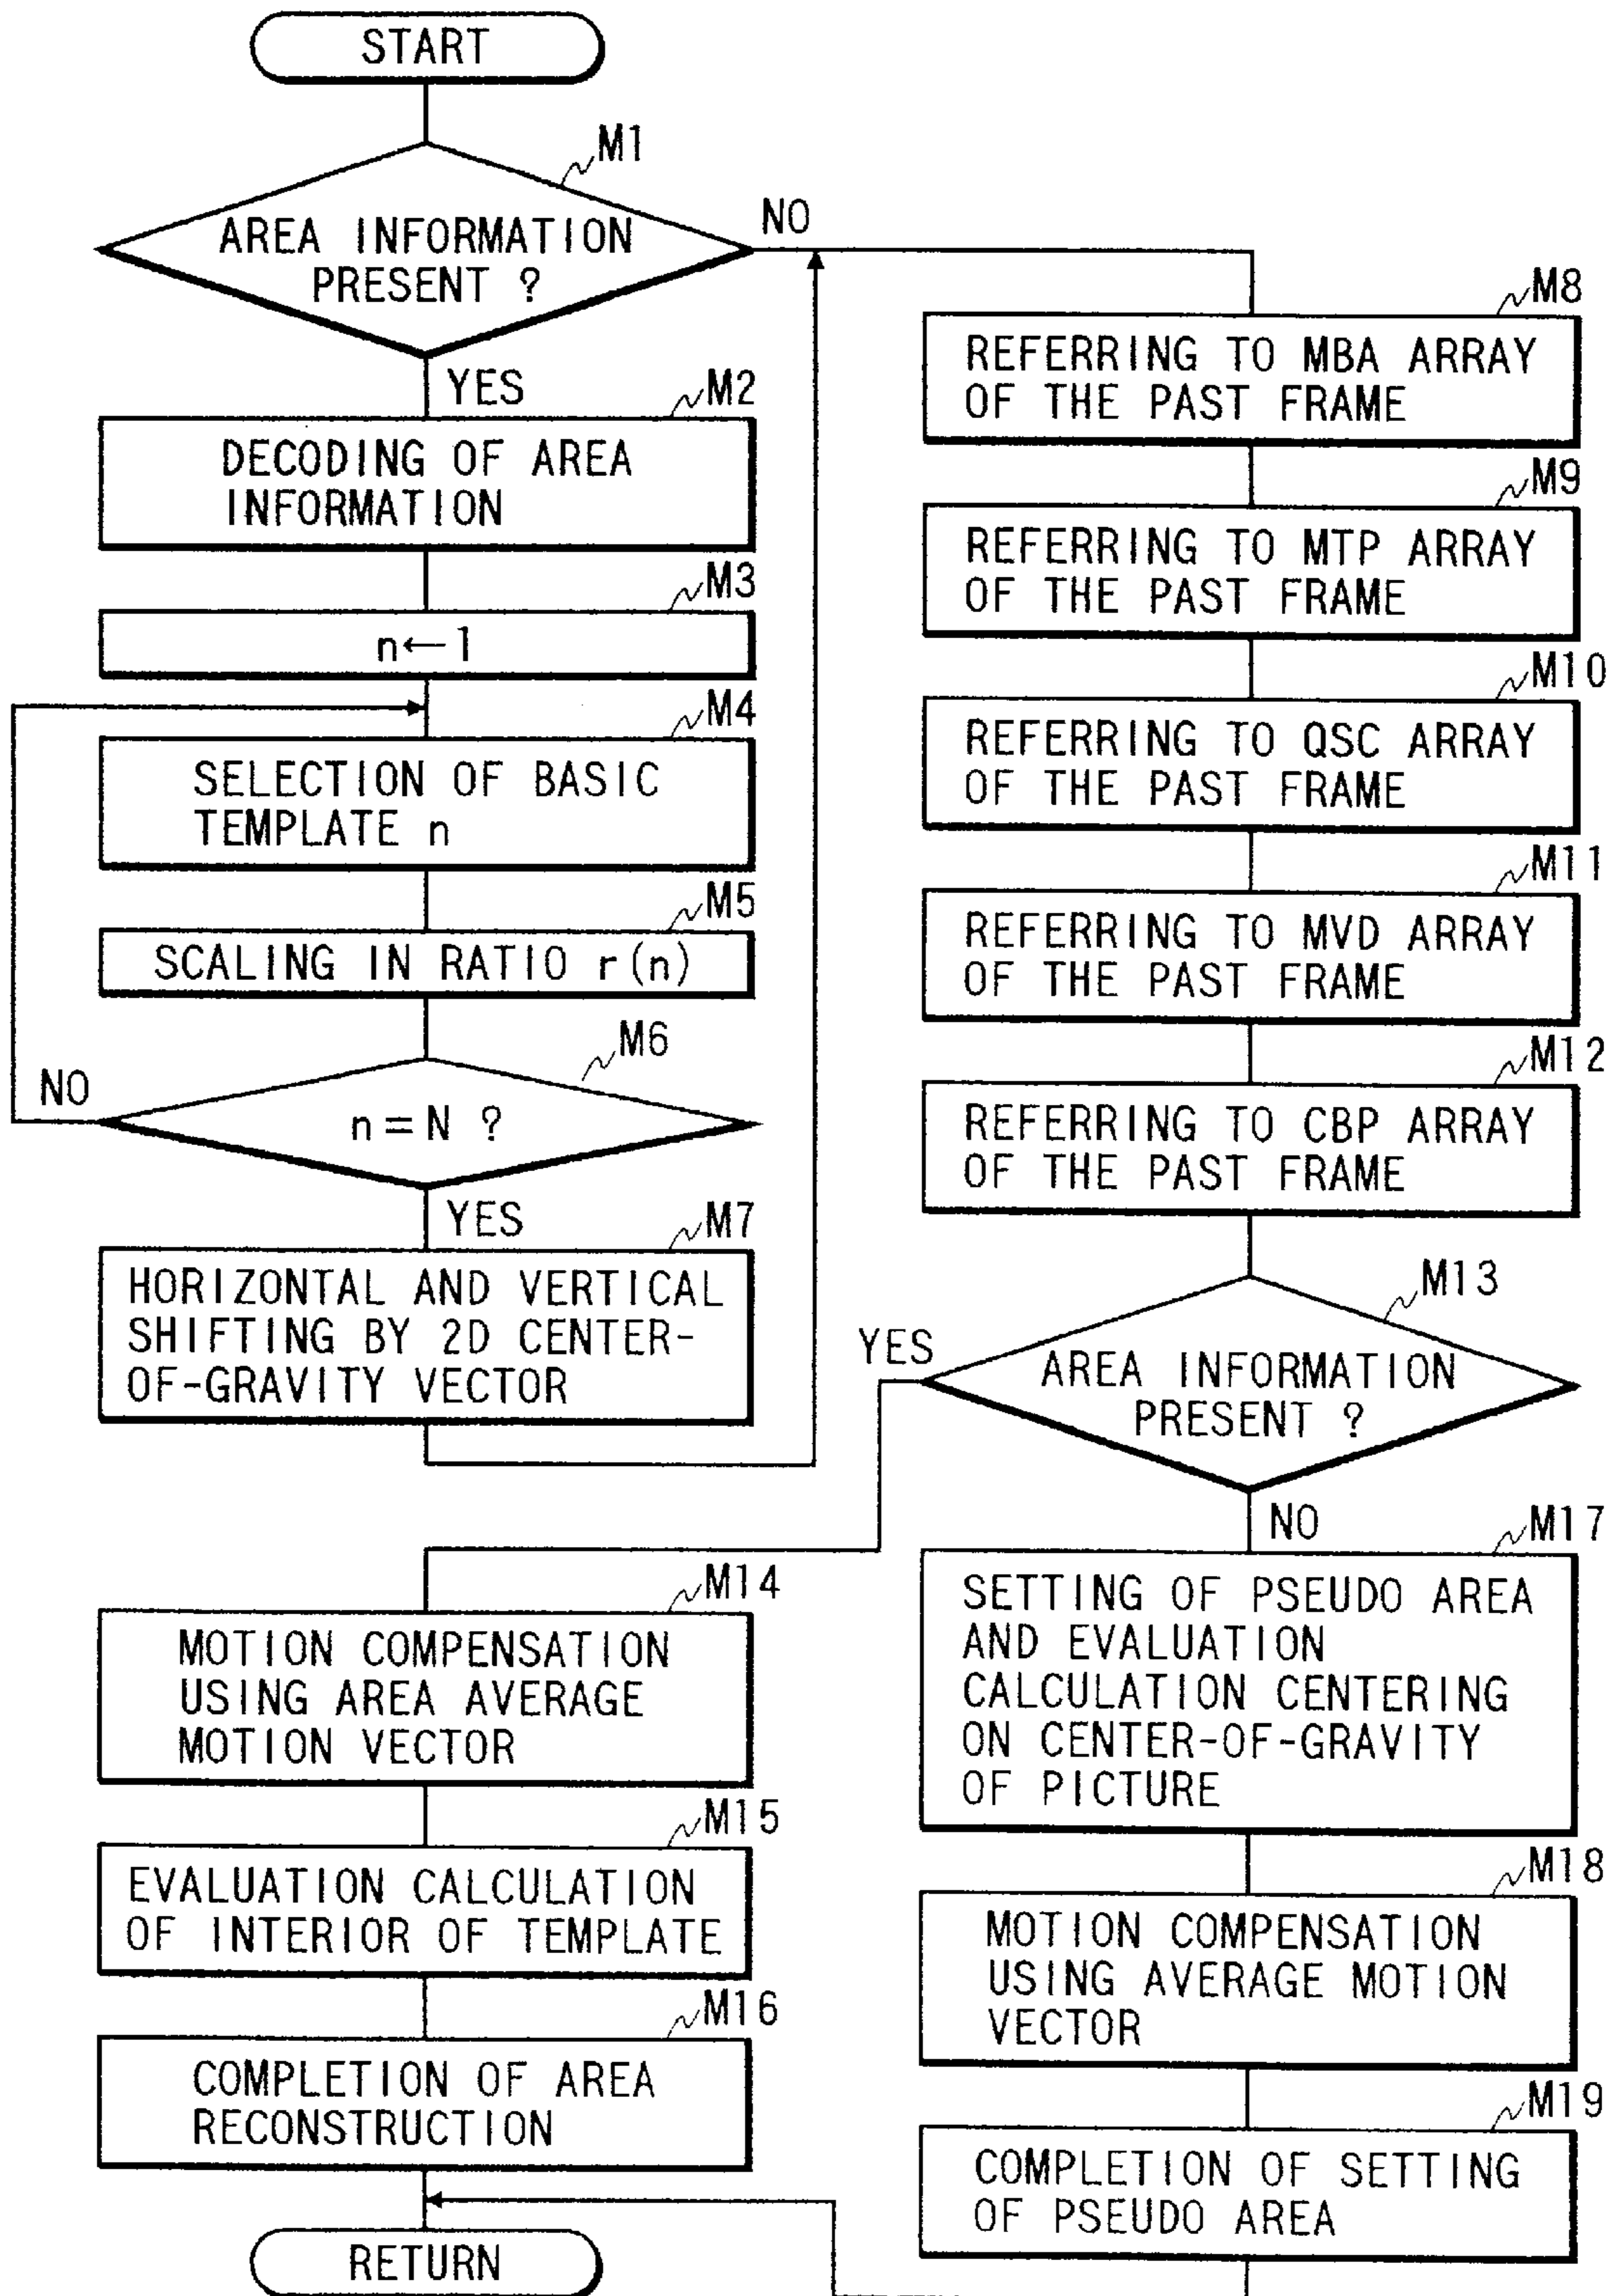 START
M1
AREA INFORMATION
PRESENT ?
NO
YES
M2
DECODING OF AREA
INFORMATION
M3
n←1
M4
SELECTION OF BASIC
TEMPLATE n
M5
SCALING IN RATIO r(n)
M6
NO
n=N ?
YES
M7
HORIZONTAL AND VERTICAL
SHIFTING BY 2D CENTER-
OF-GRAVITY VECTOR
M8
REFERRING TO MBA ARRAY
OF THE PAST FRAME
M9
REFERRING TO MTP ARRAY
OF THE PAST FRAME
M10
REFERRING TO QSC ARRAY
OF THE PAST FRAME
M11
REFERRING TO MVD ARRAY
OF THE PAST FRAME
M12
REFERRING TO CBP ARRAY
OF THE PAST FRAME
M13
YES
AREA INFORMATION
PRESENT ?
NO
M14
MOTION COMPENSATION
USING AREA AVERAGE
MOTION VECTOR
M15
EVALUATION CALCULATION
OF INTERIOR OF TEMPLATE
M16
COMPLETION OF AREA
RECONSTRUCTION
M17
SETTING OF PSEUDO AREA
AND EVALUATION
CALCULATION CENTERING
ON CENTER-OF-GRAVITY
OF PICTURE
M18
MOTION COMPENSATION
USING AVERAGE MOTION
VECTOR
M19
COMPLETION OF SETTING
OF PSEUDO AREA
RETURN